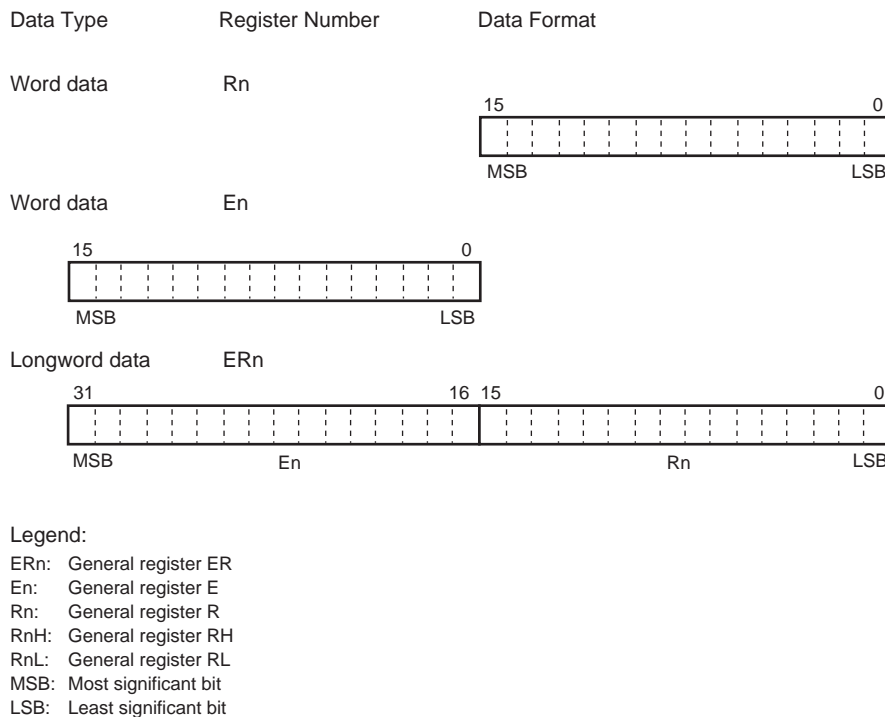 Data Type Register Number Data Format
Word data Rn
15 0
MSB LSB
Word data En
15 0
MSB LSB
Longword data ERn
31 16 15 0
MSB En Rn LSB
Legend:
ERn: General register ER
En: General register E
Rn: General register R
RnH: General register RH
RnL: General register RL
MSB: Most significant bit
LSB: Least significant bit